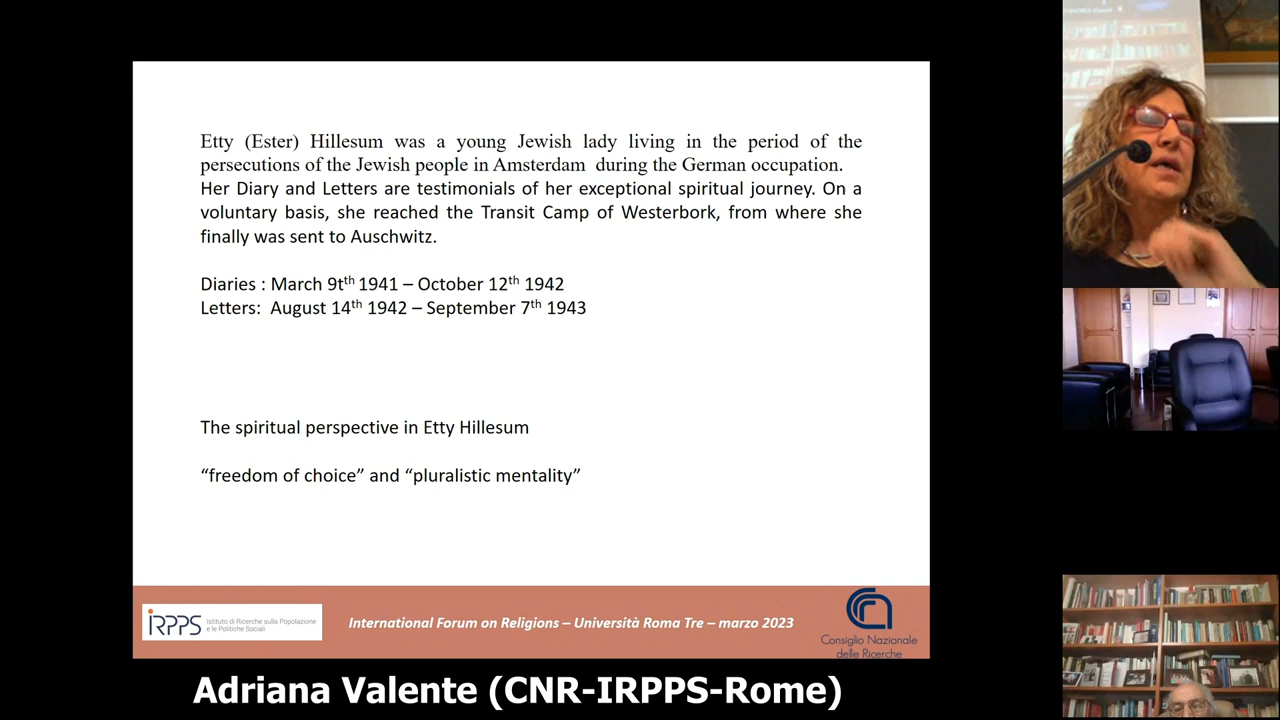 Etty (Ester) Hillesum was a young Jewish lady living in the period of the
persecutions of the Jewish people in Amsterdam during the German occupation.
Her Diary and Letters are testimonials of her exceptional spiritual journey. On a
voluntary basis, she reached the Transit Camp of Westerbork, from where she
finally was sent to Auschwitz.
Diaries : March 9tth 1941 – October 12th 1942
Letters: August 14th 1942 – September 7th 1943
The spiritual perspective in Etty Hillesum
“freedom of choice” and “pluralistic mentality”
iRPPS Istituto di Ricerche sulla Popolazione
e le Politiche Sociali
International Forum on Religions – Università Roma Tre – marzo 2023
Consiglio Nazionale
delle Ricerche
Adriana Valente (CNR-IRPPS-Rome)